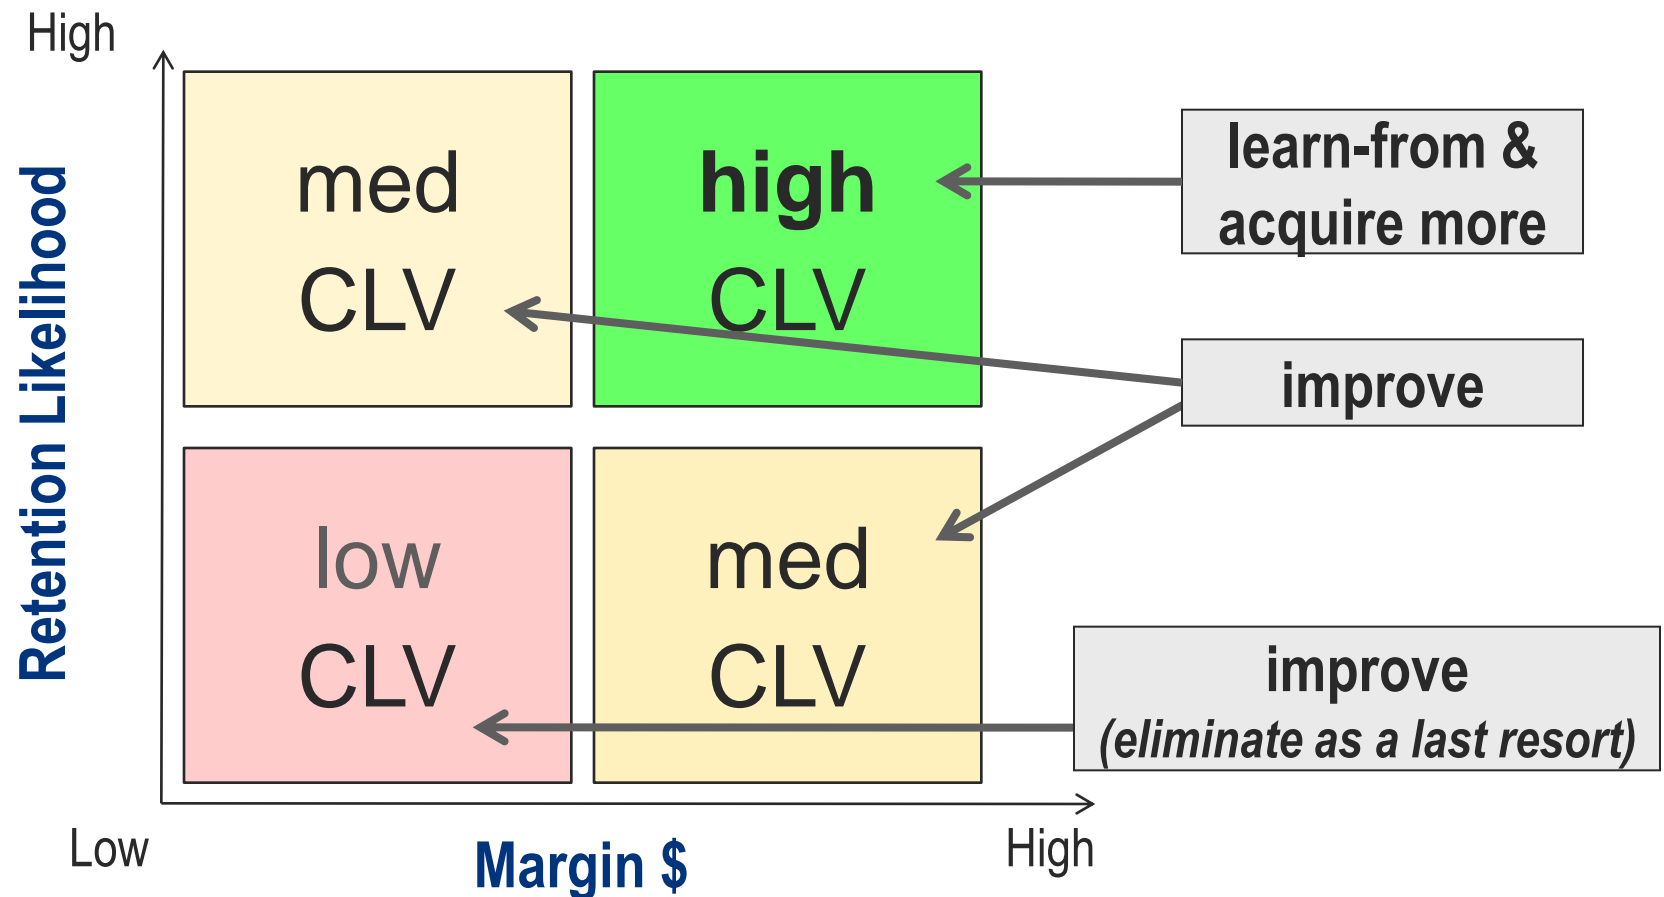 High
Retention Likelihood
med
CLV
high
CLV
learn-from &
acquire more
improve
low
CLV
med
CLV
improve
(eliminate as a last resort)
Low
Margin $
High